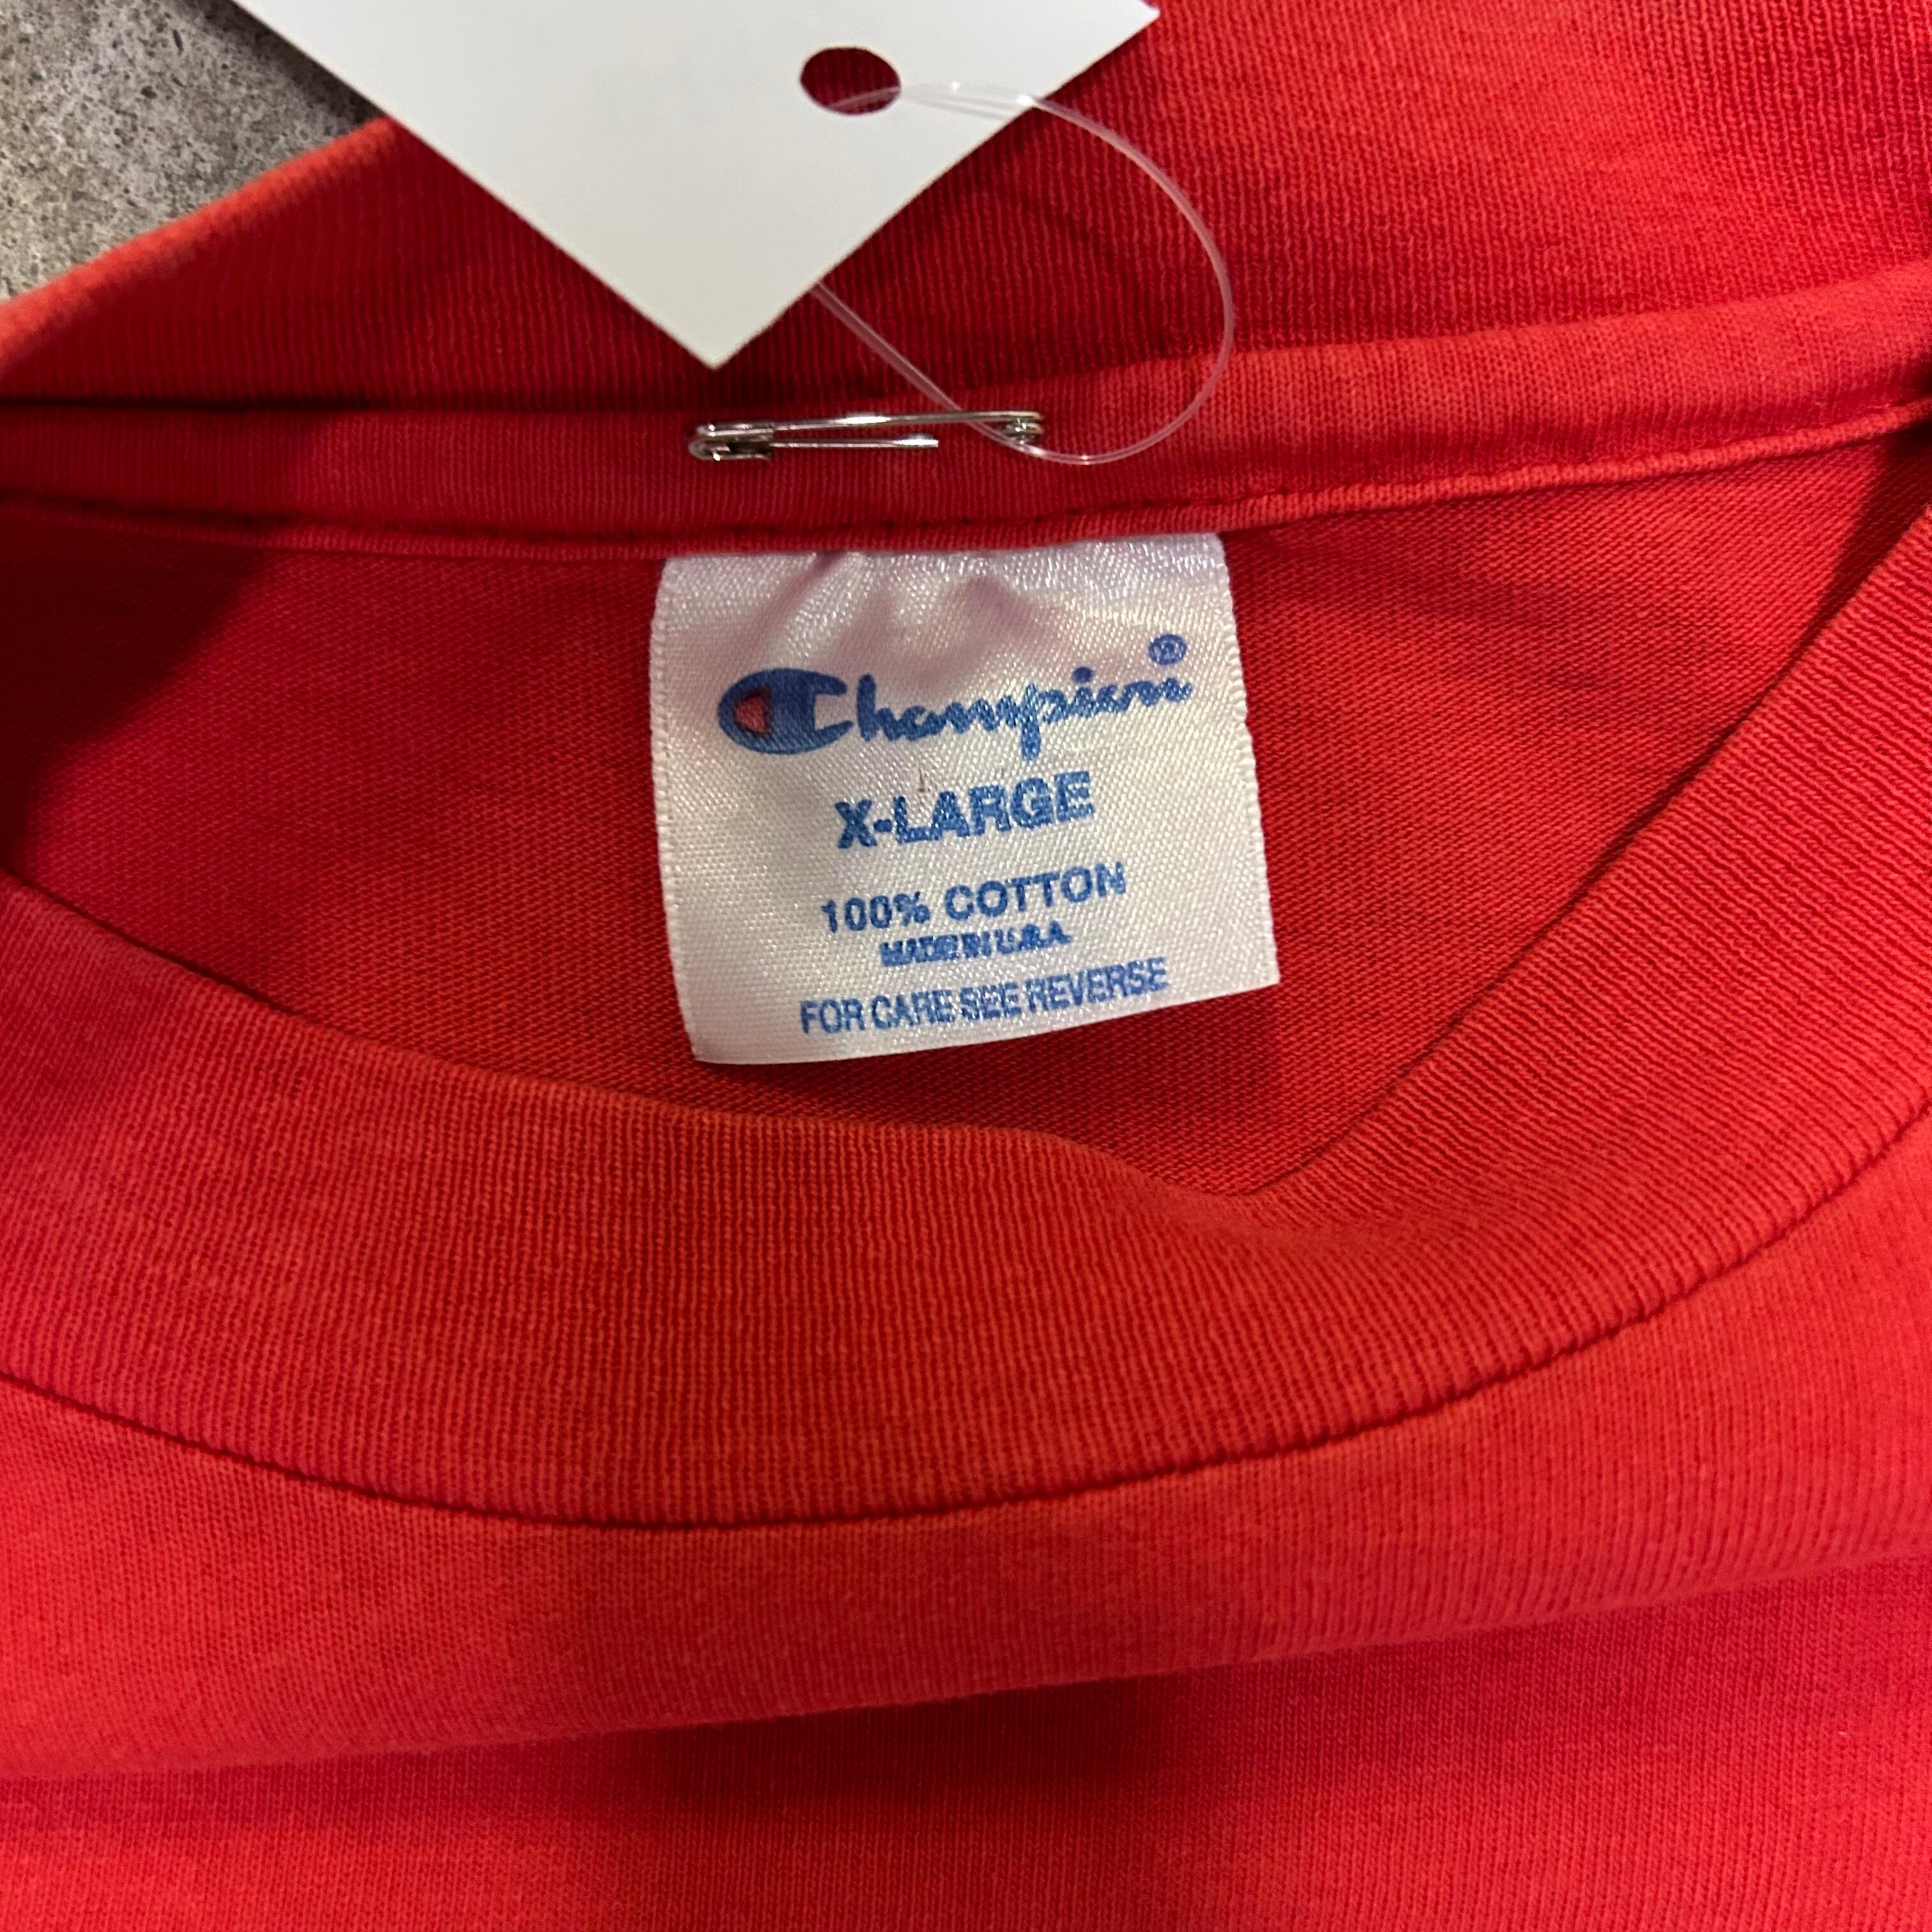 Champion®
X-LARGE
100% COTTON
MADE IN U.S.A.
FOR CARE SEE REVERSE